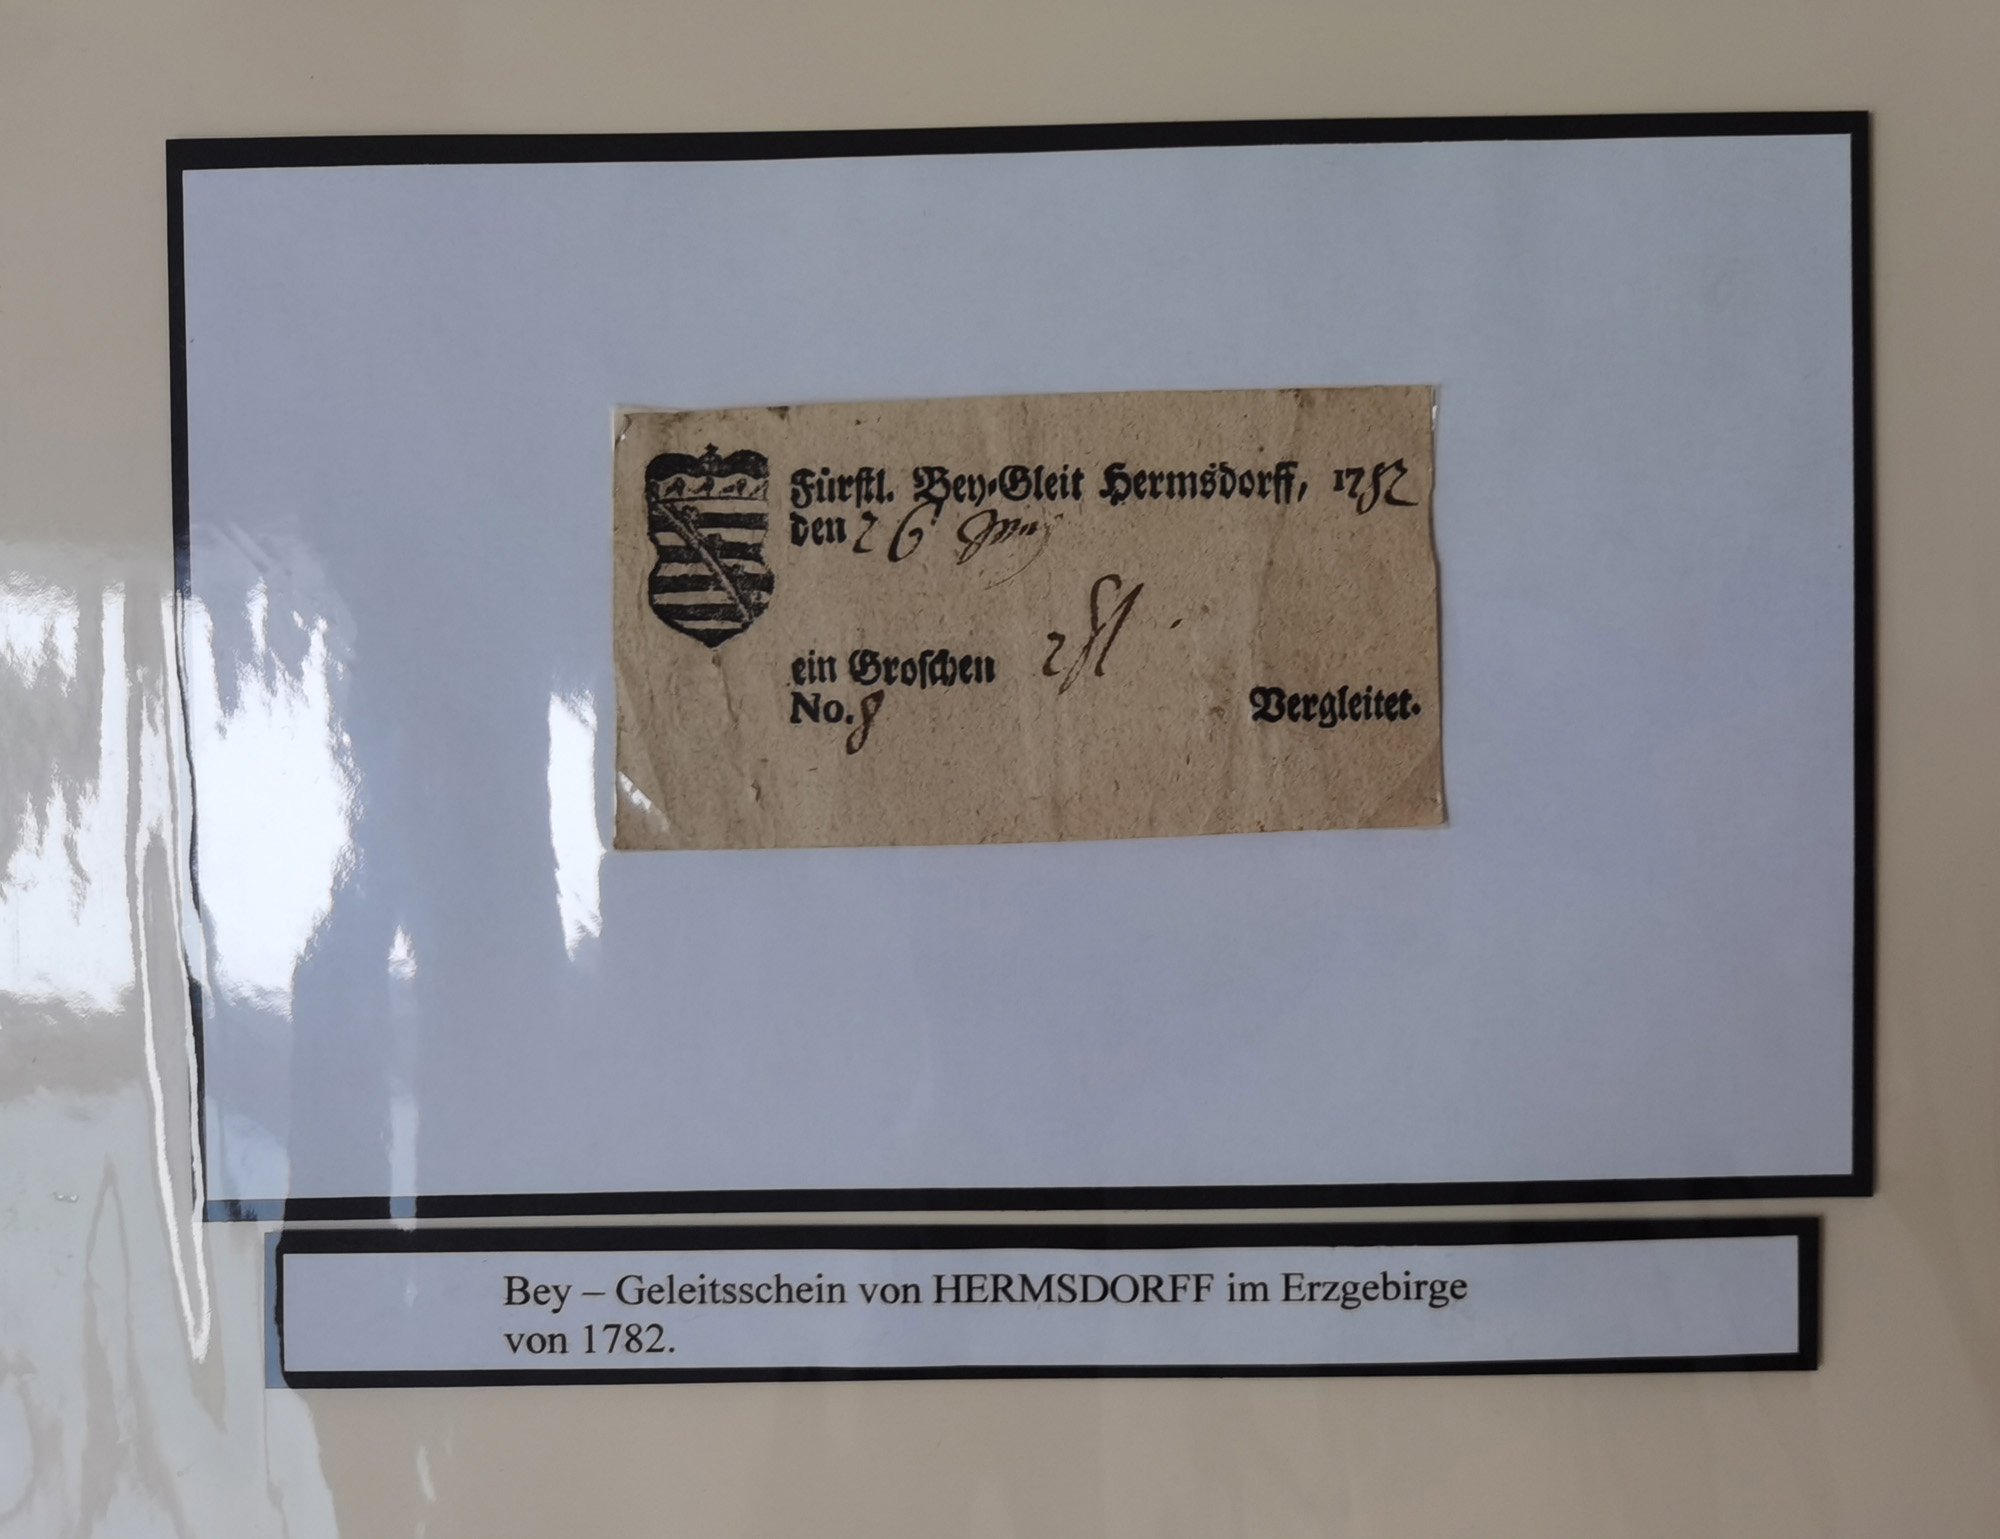 Fürstl. Bey-Gleit Hermsdorff, 1782
den 26
ein Groschen
No. 8
Vergleitet.
Bey – Geleitsschein von HERMSDORFF im Erzgebirge
von 1782.